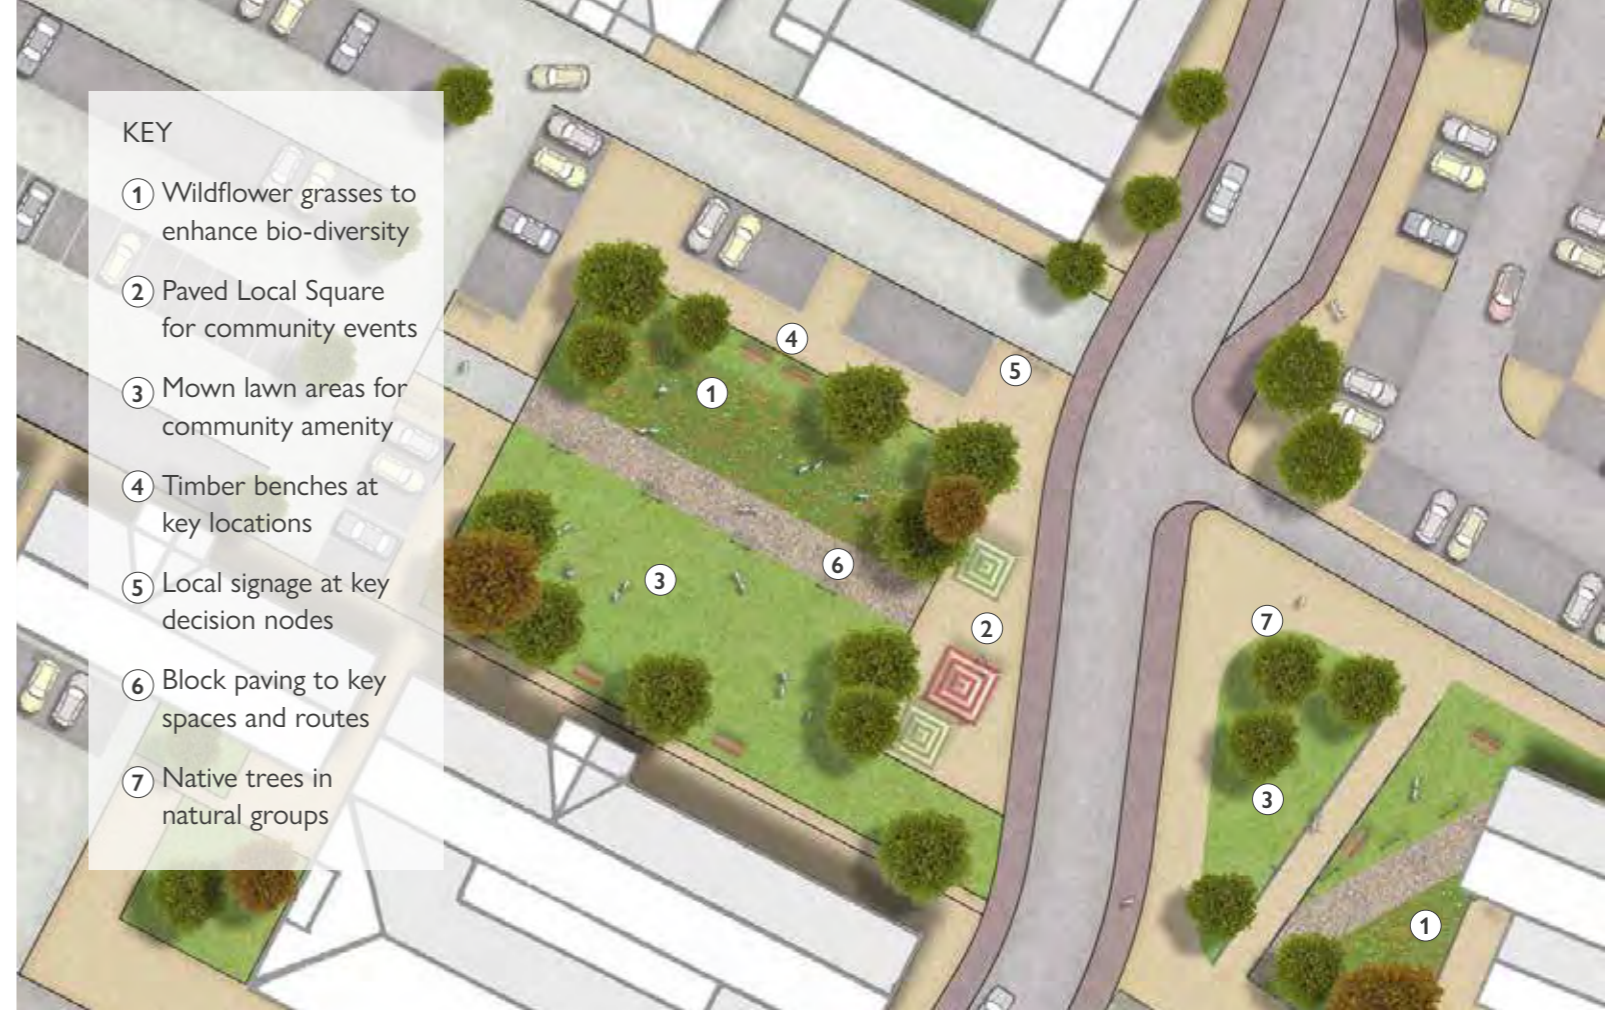 KEY
1 Wildflower grasses to
enhance bio-diversity
2 Paved Local Square
for community events
3 Mown lawn areas for
community amenity
4 Timber benches at
key locations
5 Local signage at key
decision nodes
6 Block paving to key
spaces and routes
7 Native trees in
natural groups
4
5
1
6
3
2
7
3
1